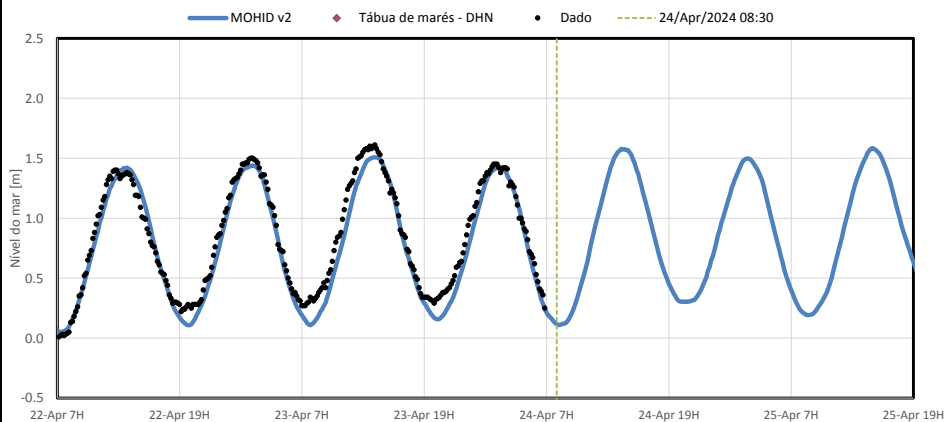 MOHID v2 Tábua de marés - DHN Dado 24/Apr/2024 08:30
2.5
2.0
1.5
1.0
0.5
0.0
-0.5
Nível do mar [m]
22-Apr 7H 22-Apr 19H 23-Apr 7H 23-Apr 19H 24-Apr 7H 24-Apr 19H 25-Apr 7H 25-Apr 19H